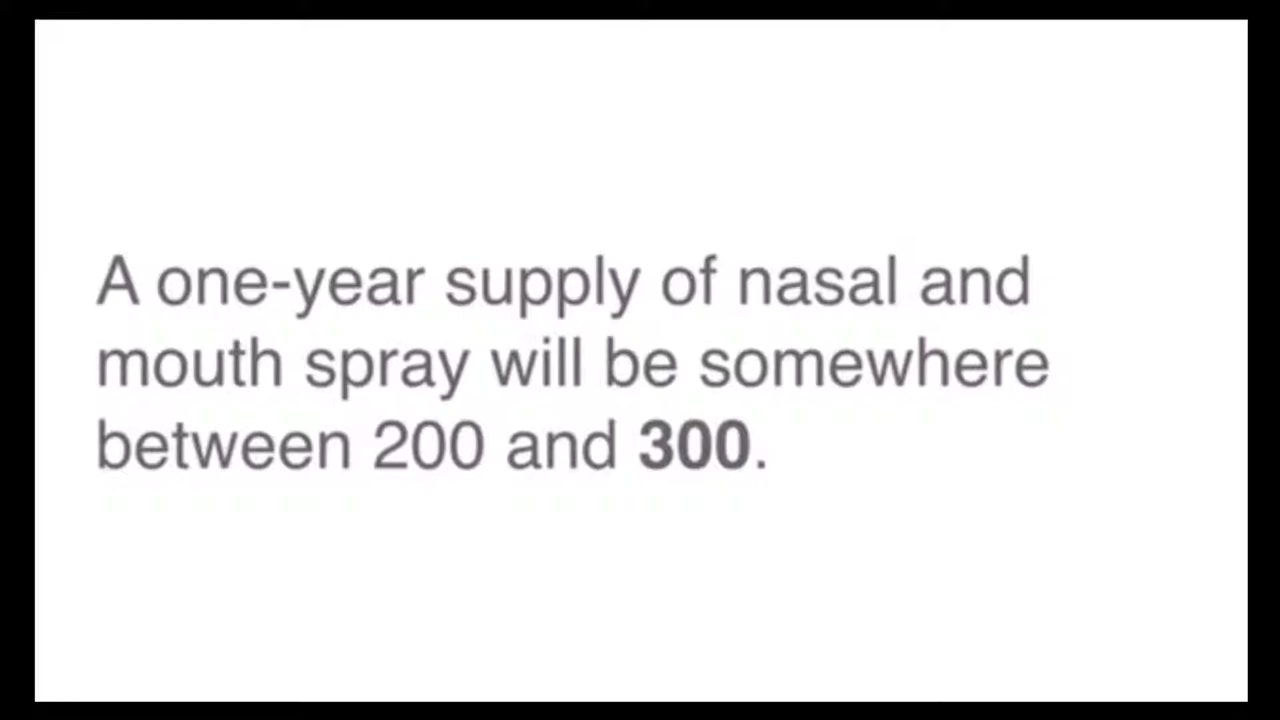 A one-year supply of nasal and
mouth spray will be somewhere
between 200 and 300.